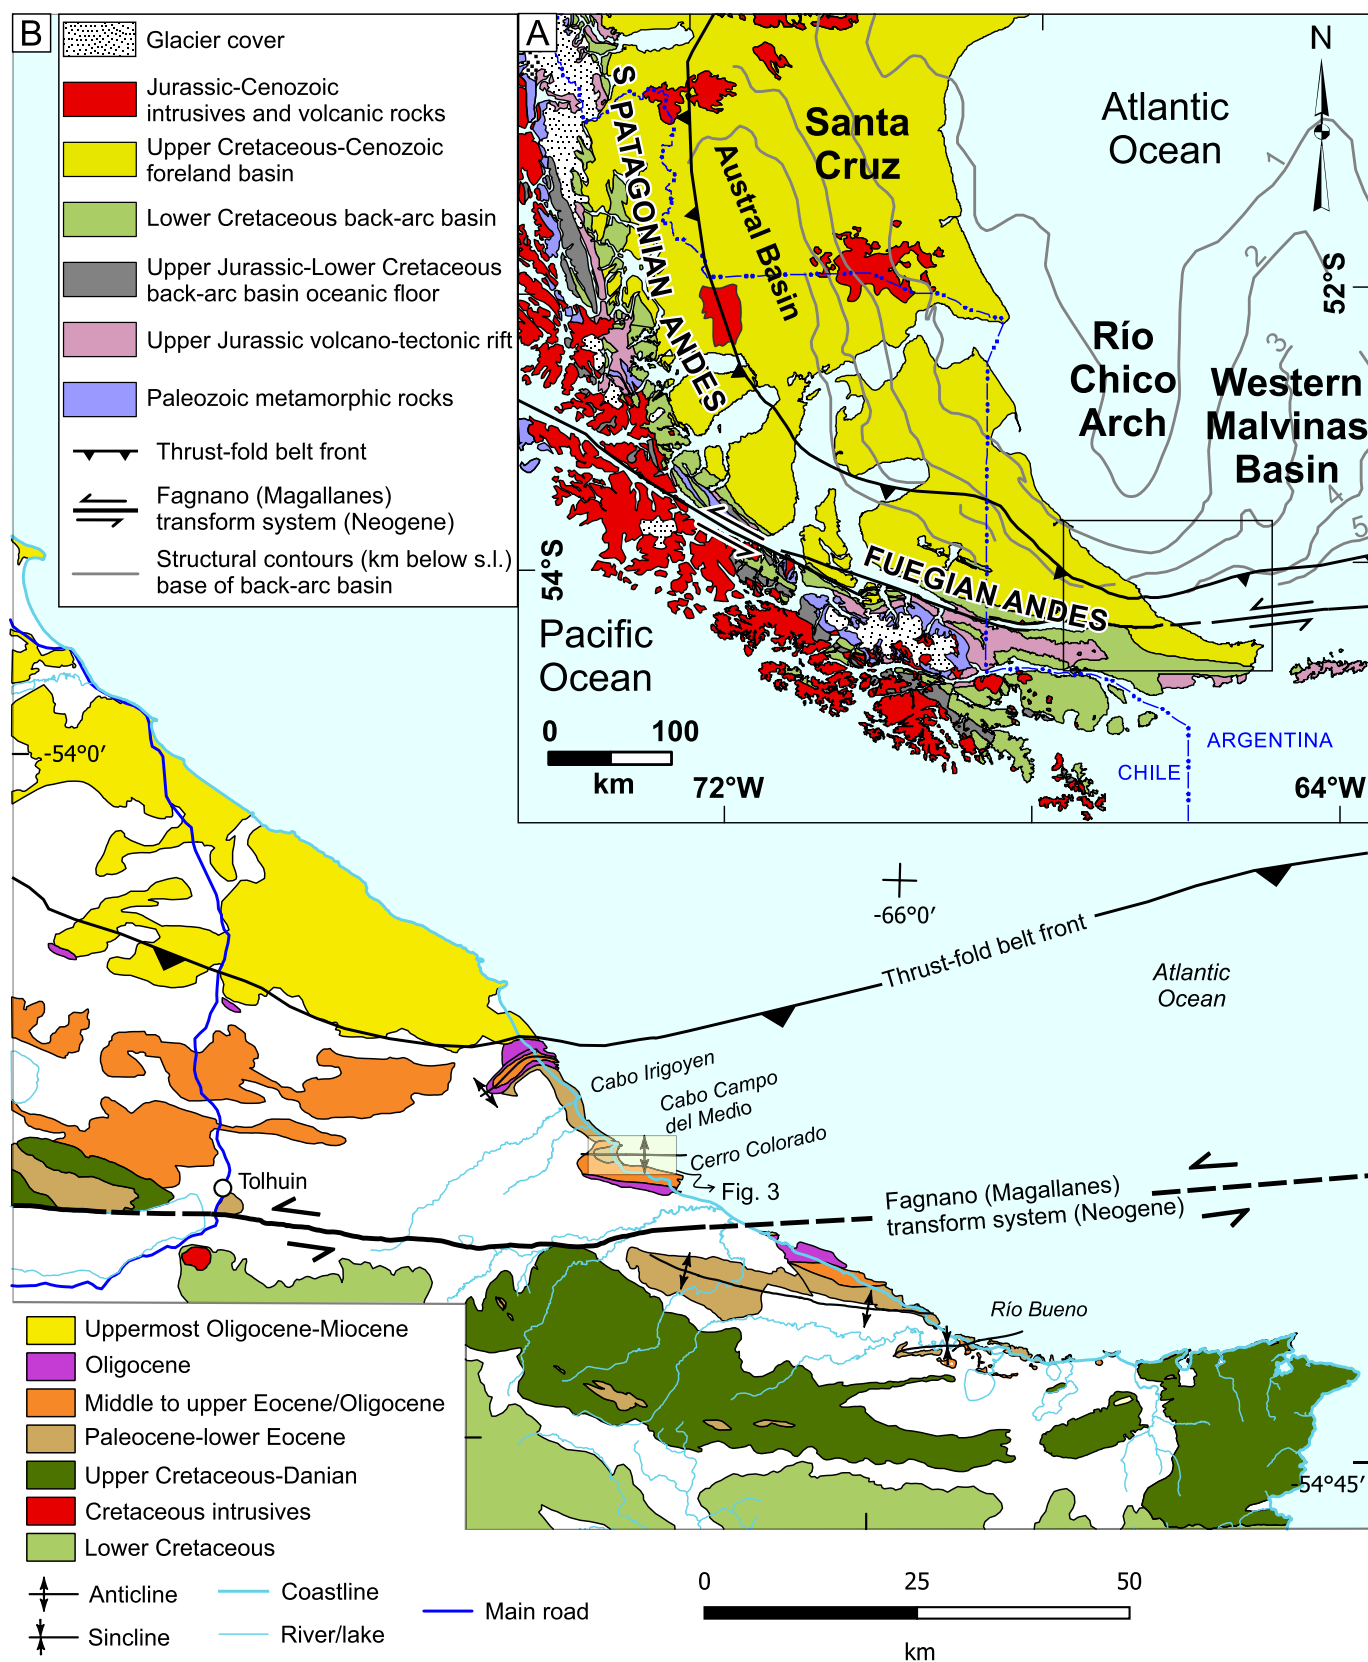 B
Glacier cover
Jurassic-Cenozoic
intrusives and volcanic rocks
Upper Cretaceous-Cenozoic
foreland basin
Lower Cretaceous back-arc basin
Upper Jurassic-Lower Cretaceous
back-arc basin oceanic floor
Upper Jurassic volcano-tectonic rift
Paleozoic metamorphic rocks
Thrust-fold belt front
Fagnano (Magallanes)
transform system (Neogene)
Structural contours (km below s.l.)
base of back-arc basin
A
N
S PATAGONIAN ANDES
Austral Basin
Santa
Cruz
Atlantic
Ocean
1
2
3
4
5
52°S
Río
Chico
Arch
Western
Malvinas
Basin
FUEGIAN ANDES
54°S
Pacific
Ocean
0
100
km
72°W
64°W
ARGENTINA
CHILE
-54°0′
-66°0′
Thrust-fold belt front
Atlantic
Ocean
Cabo Irigoyen
Cabo Campo
del Medio
Cerro Colorado
Fig. 3
Tolhuin
Fagnano (Magallanes)
transform system (Neogene)
Río Bueno
-54°45′
Uppermost Oligocene-Miocene
Oligocene
Middle to upper Eocene/Oligocene
Paleocene-lower Eocene
Upper Cretaceous-Danian
Cretaceous intrusives
Lower Cretaceous
Anticline
Sincline
Coastline
River/lake
Main road
0
25
50
km